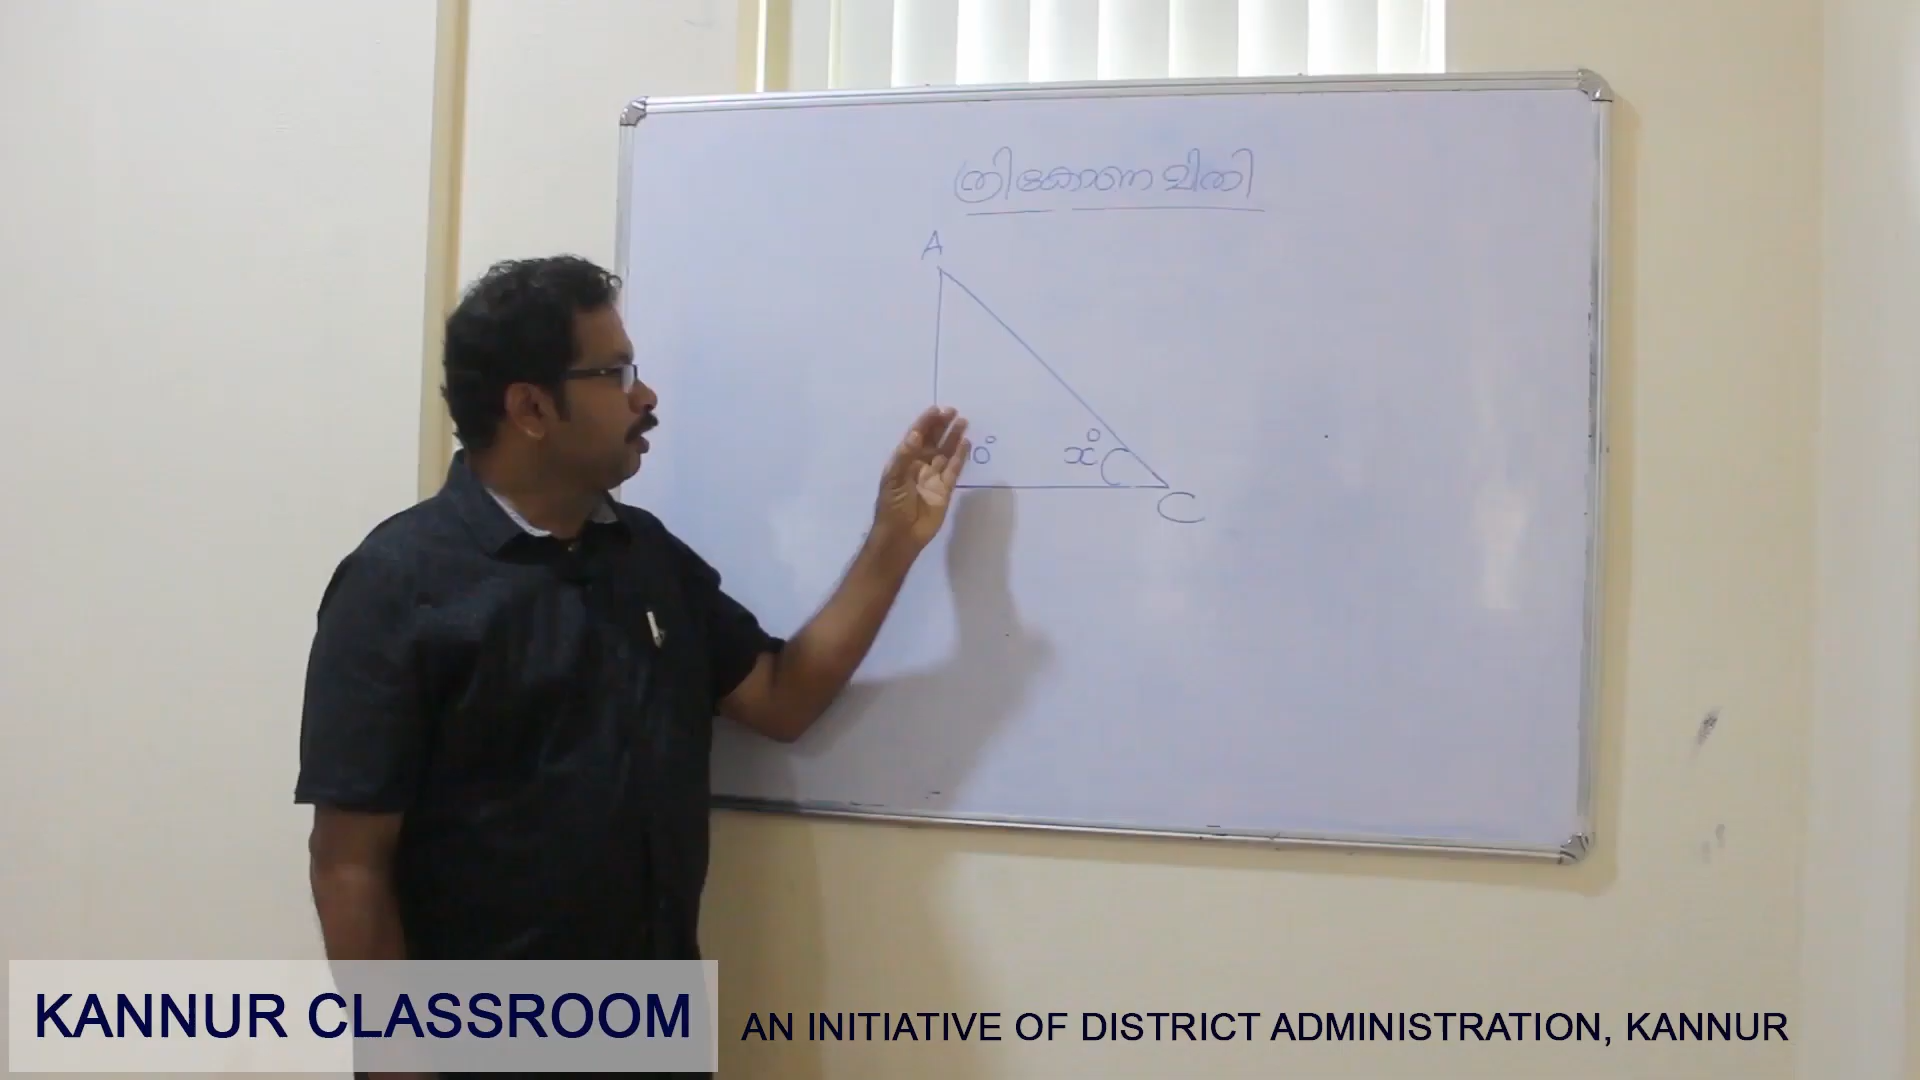 ത്രികോണമിതി
A
x°
C
KANNUR CLASSROOM
AN INITIATIVE OF DISTRICT ADMINISTRATION, KANNUR